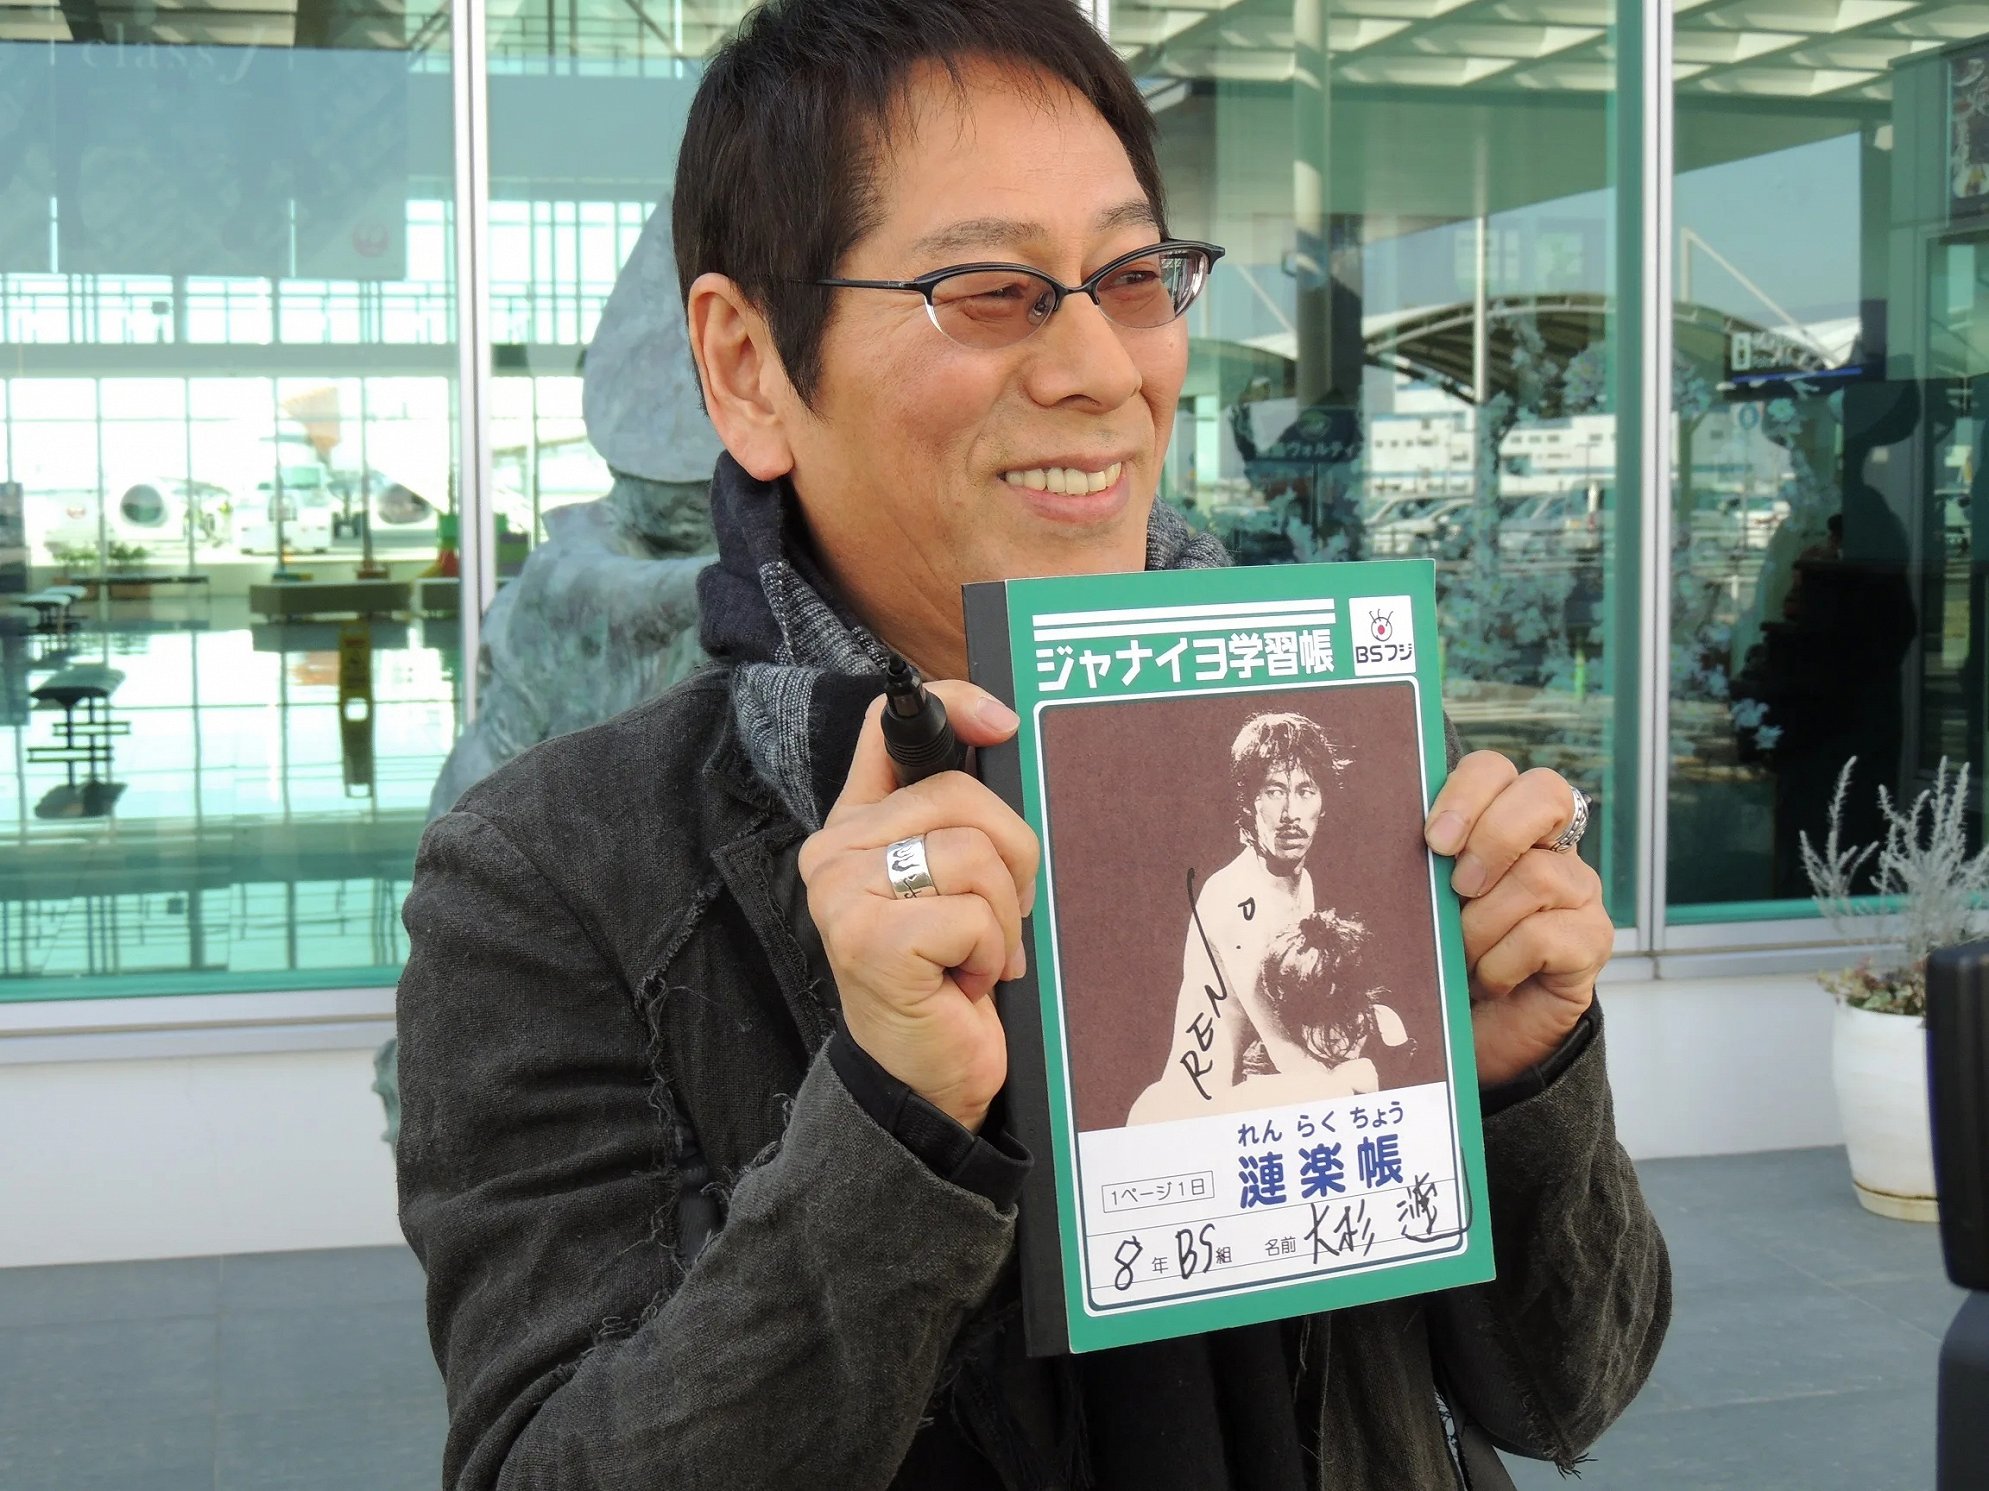 classy
ジャナイヨ学習帳
BSフジ
REN
れん らく ちょう
漣楽帳
1ページ1日
8年BS組 名前 大杉 漣